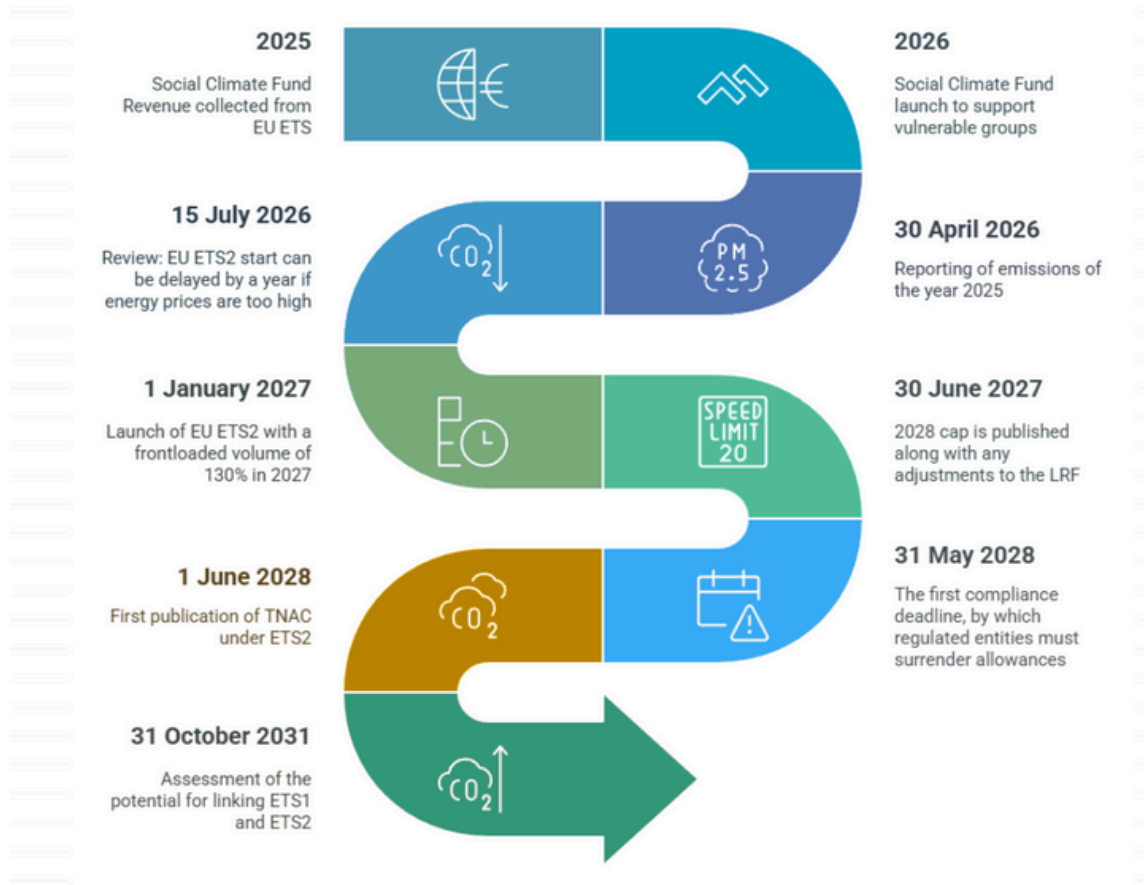 2025
Social Climate Fund
Revenue collected from
EU ETS
2026
Social Climate Fund
launch to support
vulnerable groups
30 April 2026
Reporting of emissions of
the year 2025
PM
2.5
15 July 2026
Review: EU ETS2 start can
be delayed by a year if
energy prices are too high
CO2
1 January 2027
Launch of EU ETS2 with a
frontloaded volume of
130% in 2027
30 June 2027
2028 cap is published
along with any
adjustments to the LRF
SPEED
LIMIT
20
31 May 2028
The first compliance
deadline, by which
regulated entities must
surrender allowances
1 June 2028
First publication of TNAC
under ETS2
CO2
31 October 2031
Assessment of the
potential for linking ETS1
and ETS2
CO2